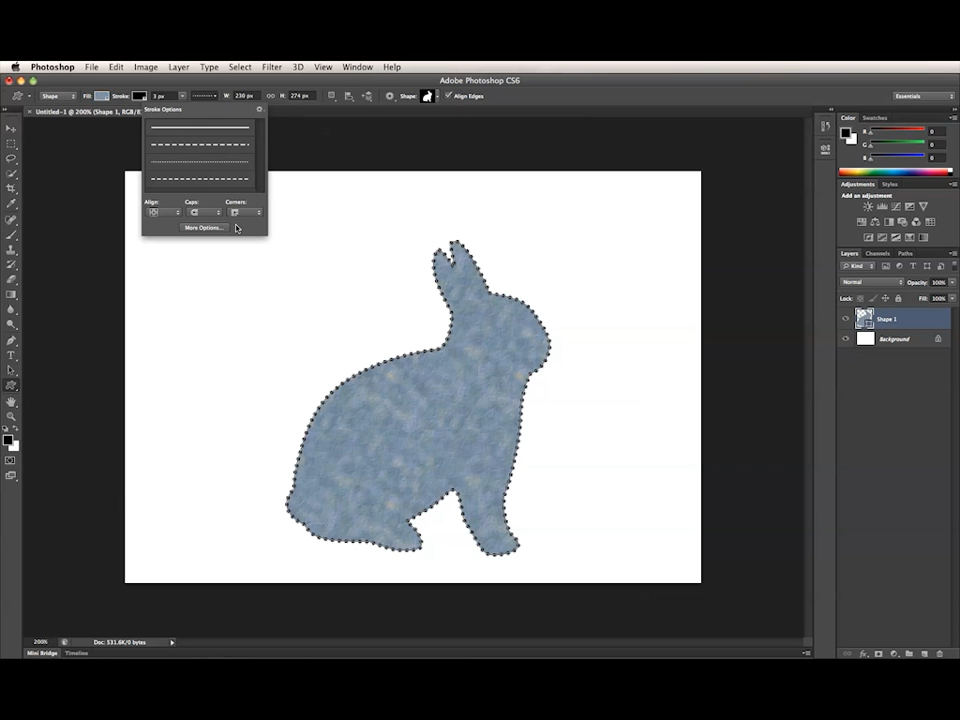 Photoshop File Edit Image Layer Type Select Filter 3D View Window Help
Adobe Photoshop CS6
Shape Fill: Stroke: 3 px W: 230 px H: 274 px Shape: Align Edges Essentials
Untitled-1 @ 200% (Shape 1, RGB/8
Stroke Options
Align: Caps: Corners:
More Options...
Color Swatches
R 0
G 0
B 0
Adjustments Styles
Add an adjustment
Layers Channels Paths
Kind
Normal Opacity: 100%
Lock: Fill: 100%
Shape 1
Background
200% Doc: 531.6K/0 bytes
Mini Bridge Timeline